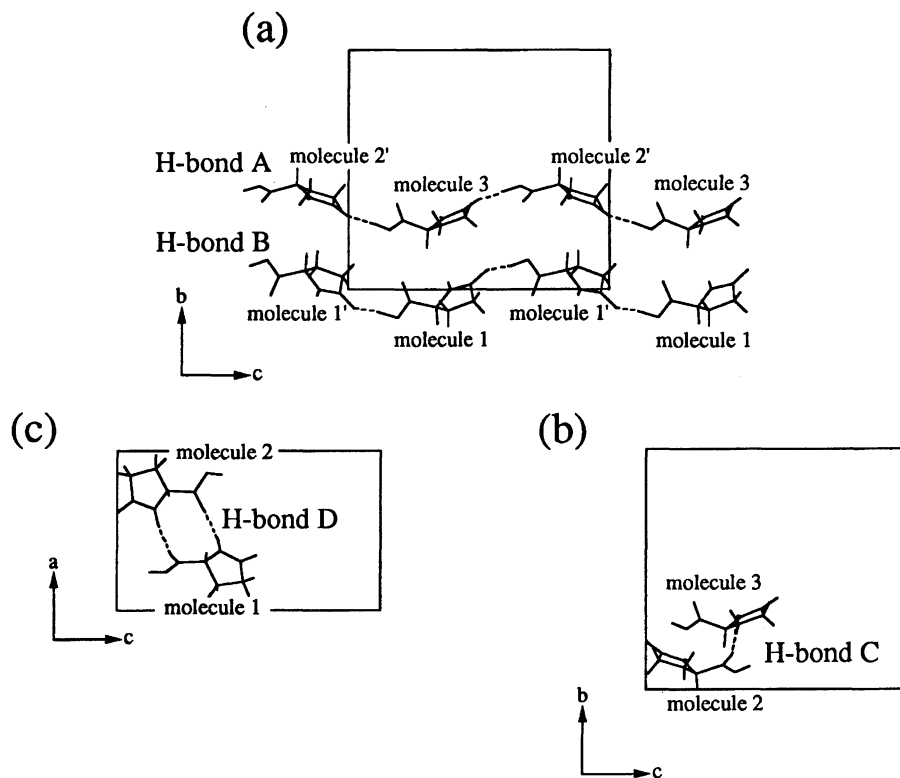 (a)
H-bond A
molecule 2'
molecule 3
molecule 2'
molecule 3
H-bond B
molecule 1'
molecule 1
molecule 1'
molecule 1
b
c
(c)
molecule 2
H-bond D
molecule 1
a
c
(b)
molecule 3
H-bond C
molecule 2
b
c